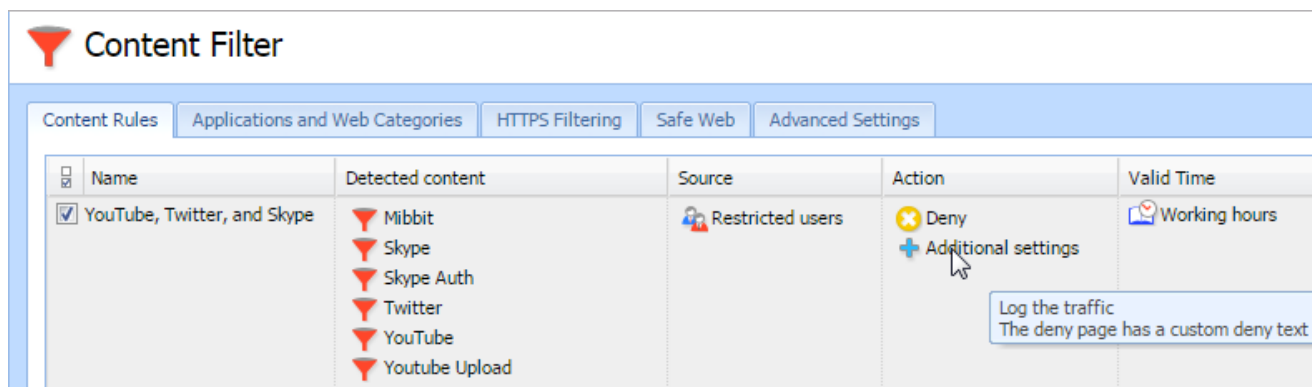 Content Filter
Content Rules Applications and Web Categories HTTPS Filtering Safe Web Advanced Settings
Name Detected content Source Action Valid Time
YouTube, Twitter, and Skype Mibbit Restricted users Deny Working hours
Skype Additional settings
Skype Auth
Twitter Log the traffic
YouTube The deny page has a custom deny text
Youtube Upload